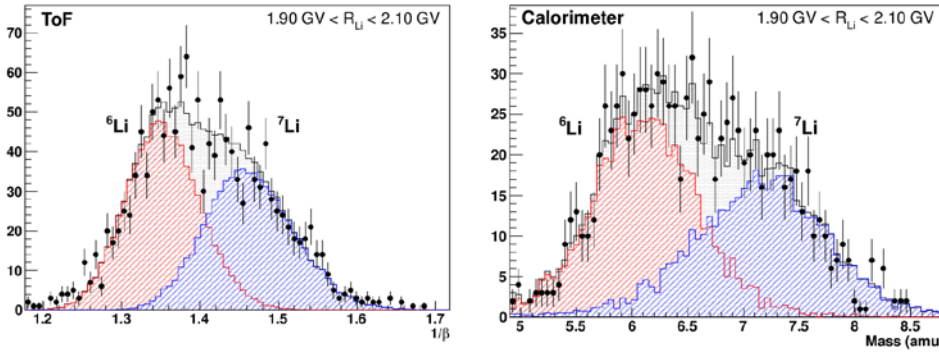 ToF
1.90 GV < R_Li < 2.10 GV
70
60
50
40
30
20
10
0
⁶Li
⁷Li
1.2 1.3 1.4 1.5 1.6 1.7
1/β
Calorimeter
1.90 GV < R_Li < 2.10 GV
35
30
25
20
15
10
5
0
⁶Li
⁷Li
5 5.5 6 6.5 7 7.5 8 8.5
Mass (amu